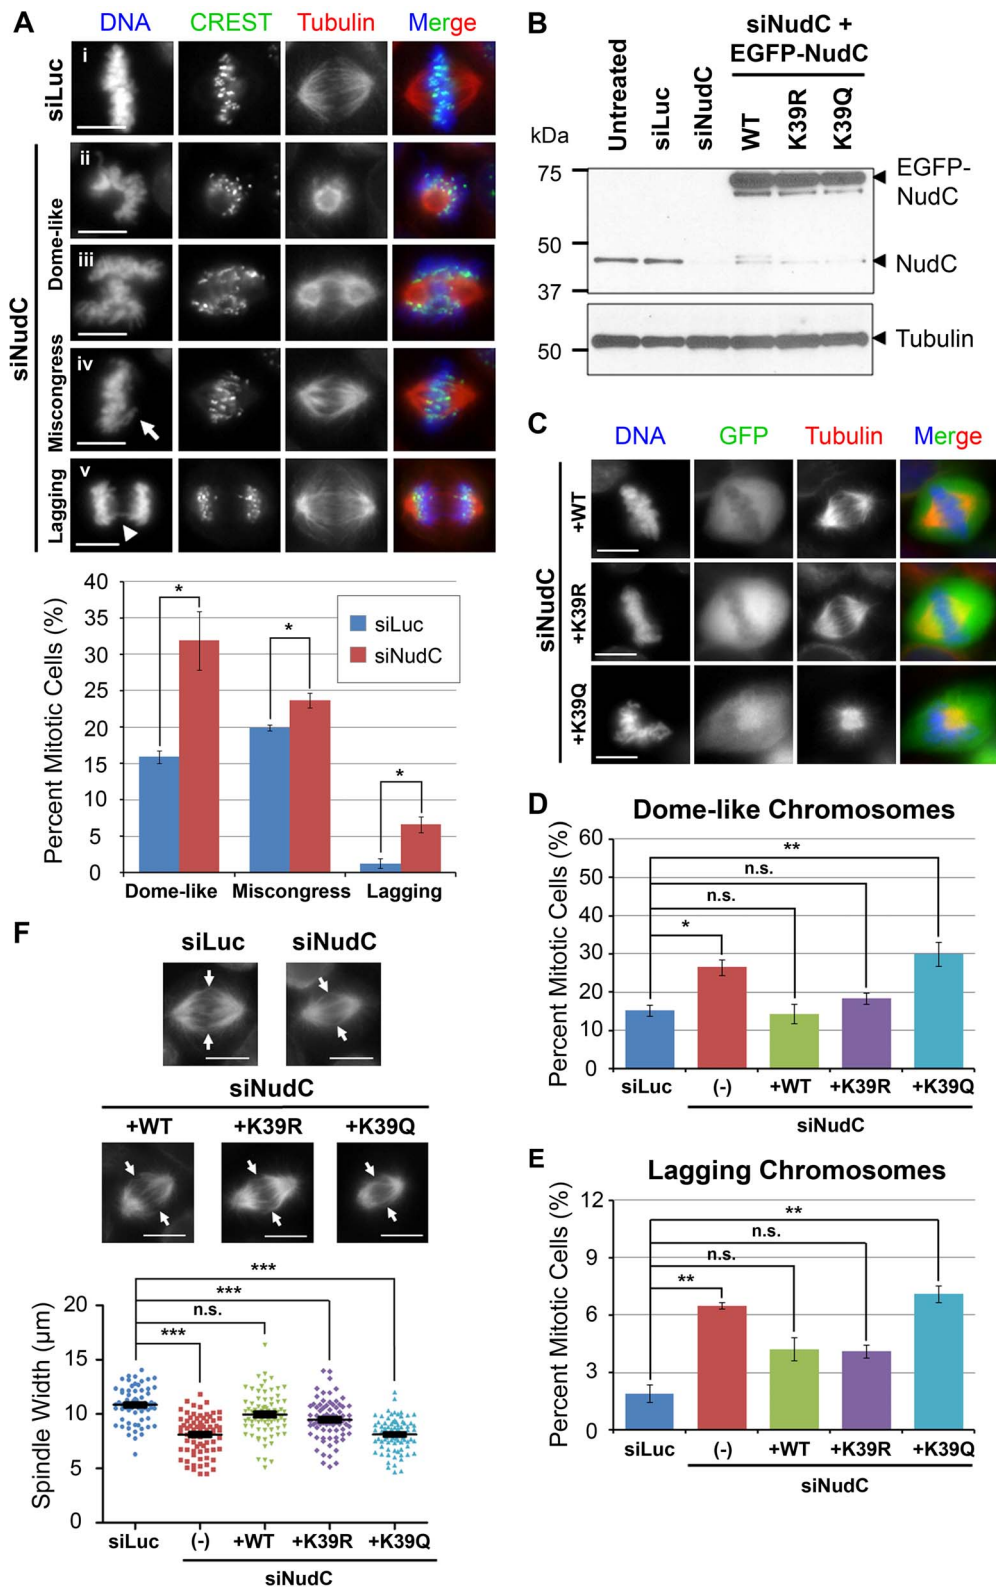 A
DNA CREST Tubulin Merge
siLuc
i
siNudC
Dome-like
ii
iii
Miscongress
iv
Lagging
v
Percent Mitotic Cells (%)
40
35
30
25
20
15
10
5
0
* * *
siLuc
siNudC
Dome-like Miscongress Lagging
B
siNudC +
EGFP-NudC
kDa
Untreated siLuc siNudC WT K39R K39Q
75
50
37
50
EGFP-
NudC
NudC
Tubulin
C
DNA GFP Tubulin Merge
siNudC
+WT
+K39R
+K39Q
D
Dome-like Chromosomes
Percent Mitotic Cells (%)
60
50
40
30
20
10
0
**
n.s.
n.s.
*
siLuc (-) +WT +K39R +K39Q
siNudC
E
Lagging Chromosomes
Percent Mitotic Cells (%)
12
9
6
3
0
**
n.s.
n.s.
**
siLuc (-) +WT +K39R +K39Q
siNudC
F
siLuc siNudC
siNudC
+WT +K39R +K39Q
Spindle Width (µm)
20
15
10
5
0
***
***
n.s.
***
siLuc (-) +WT +K39R +K39Q
siNudC